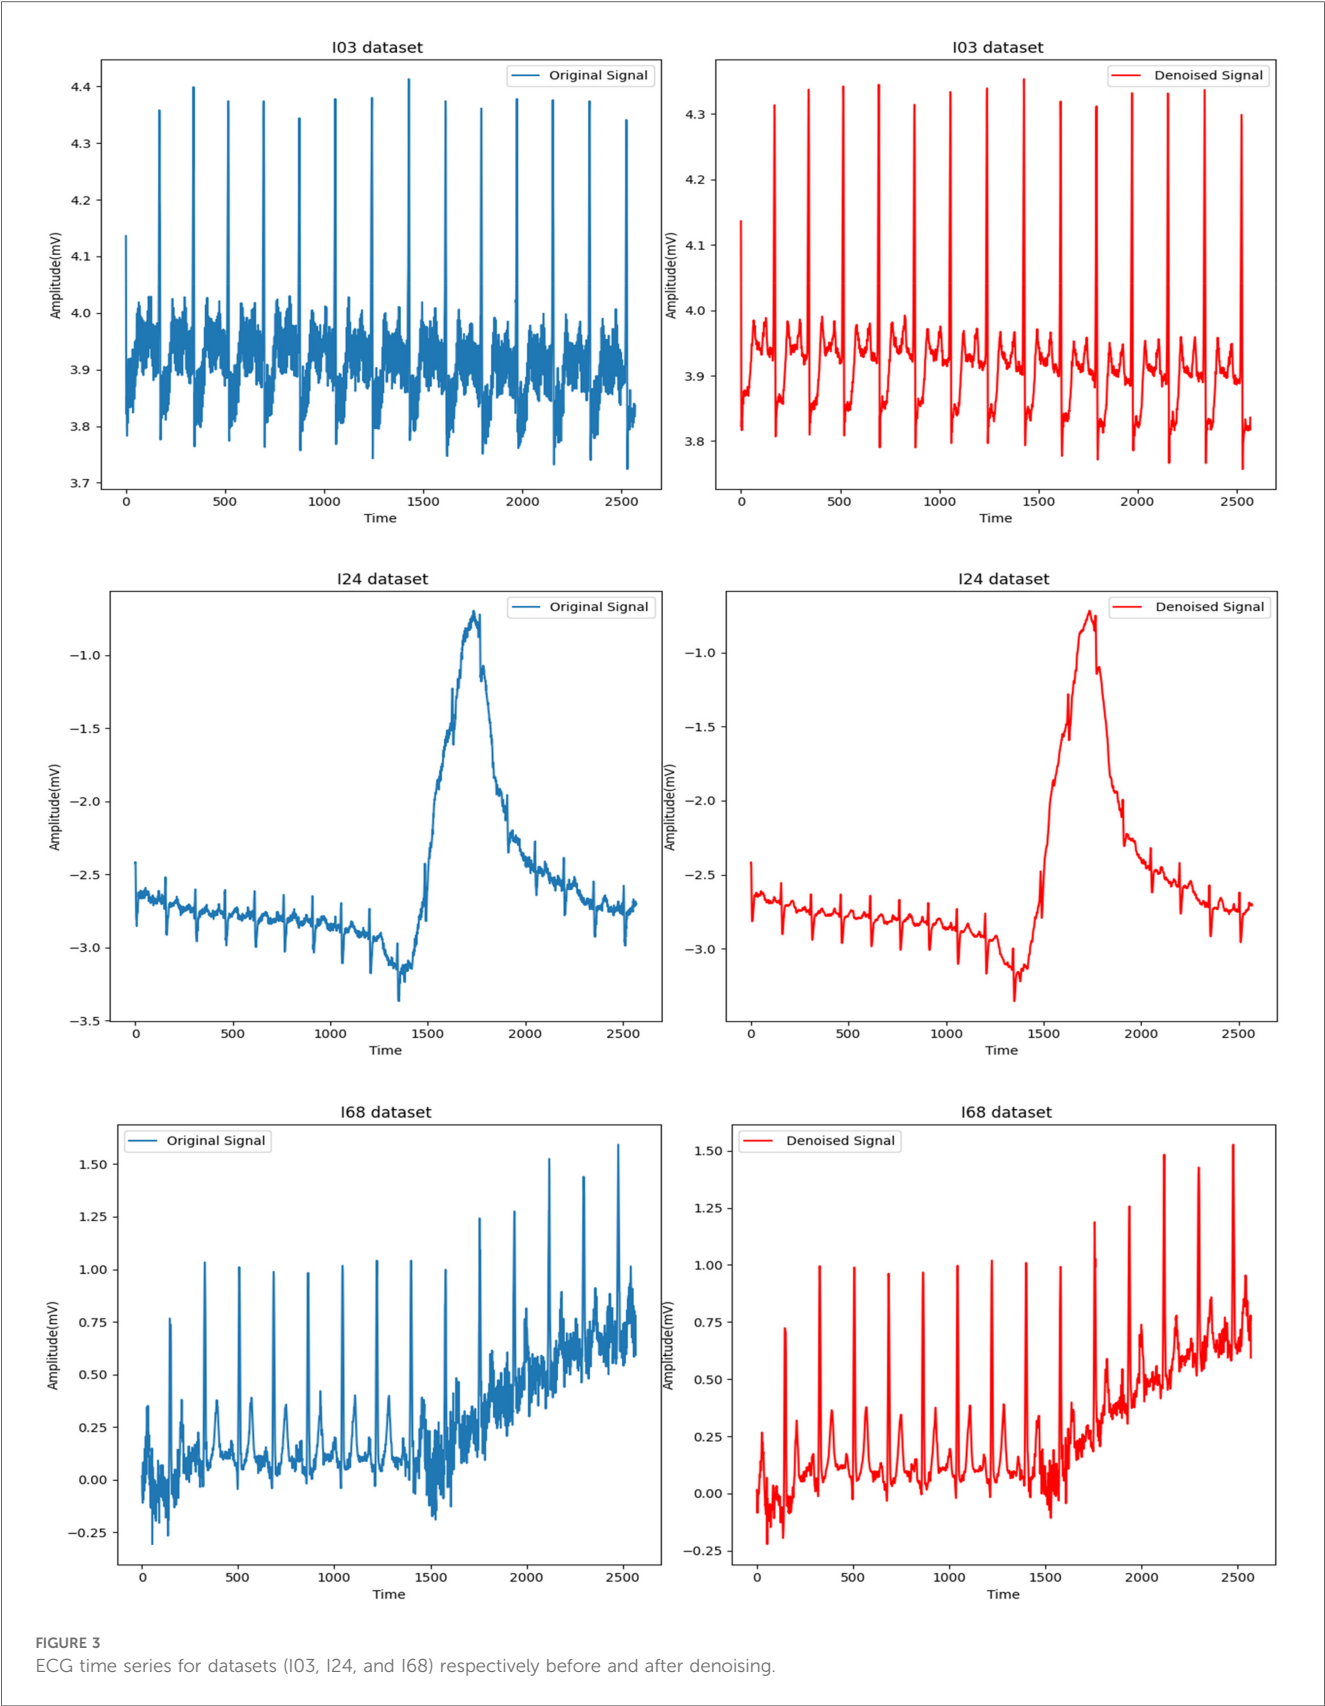 I03 dataset
Original Signal
4.4
4.3
4.2
4.1
4.0
3.9
3.8
3.7
Amplitude(mV)
0 500 1000 1500 2000 2500
Time
I03 dataset
Denoised Signal
4.3
4.2
4.1
4.0
3.9
3.8
Amplitude(mV)
0 500 1000 1500 2000 2500
Time
I24 dataset
Original Signal
−1.0
−1.5
−2.0
−2.5
−3.0
−3.5
Amplitude(mV)
0 500 1000 1500 2000 2500
Time
I24 dataset
Denoised Signal
−1.0
−1.5
−2.0
−2.5
−3.0
Amplitude(mV)
0 500 1000 1500 2000 2500
Time
I68 dataset
Original Signal
1.50
1.25
1.00
0.75
0.50
0.25
0.00
−0.25
Amplitude(mV)
0 500 1000 1500 2000 2500
Time
I68 dataset
Denoised Signal
1.50
1.25
1.00
0.75
0.50
0.25
0.00
−0.25
Amplitude(mV)
0 500 1000 1500 2000 2500
Time
FIGURE 3
ECG time series for datasets (I03, I24, and I68) respectively before and after denoising.